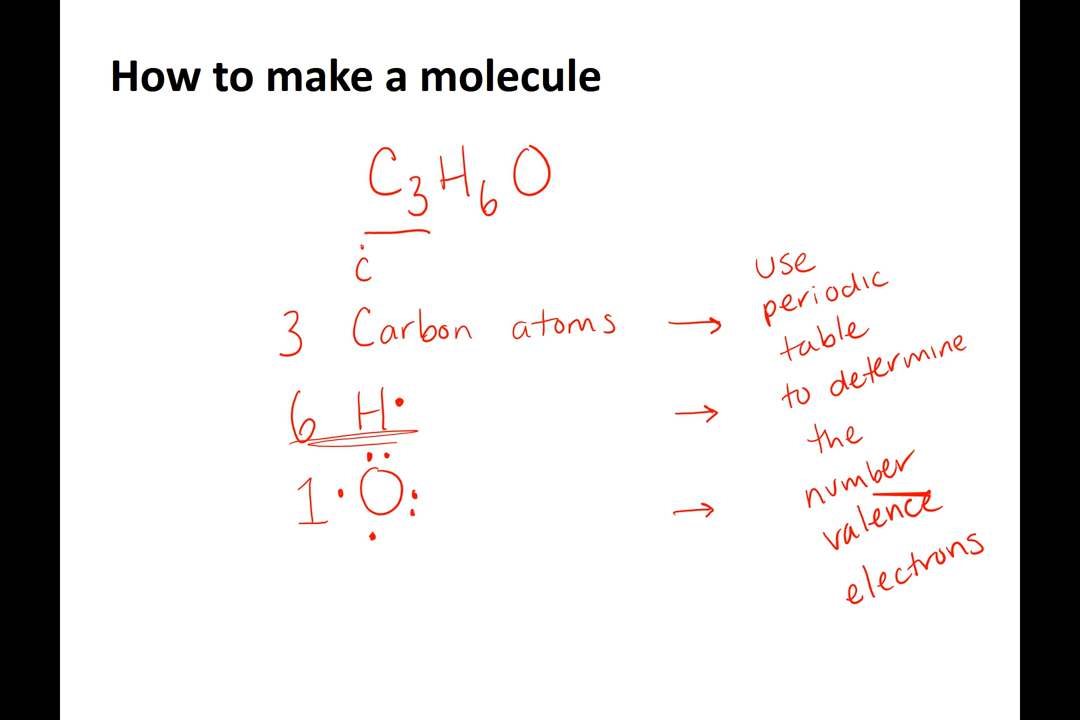 How to make a molecule
C₃H₆O
C
3 Carbon atoms →
use
periodic
table
to determine
the
number
valence
electrons
6 H →
1 O →